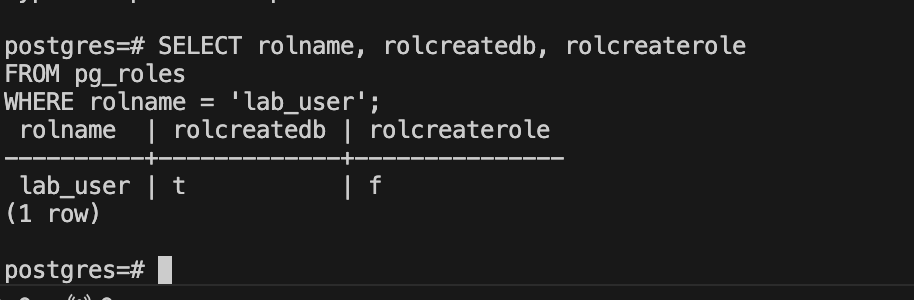 postgres=# SELECT rolname, rolcreatedb, rolcreaterole
FROM pg_roles
WHERE rolname = 'lab_user';
 rolname  | rolcreatedb | rolcreaterole
----------+-------------+---------------
 lab_user | t           | f
(1 row)
postgres=#